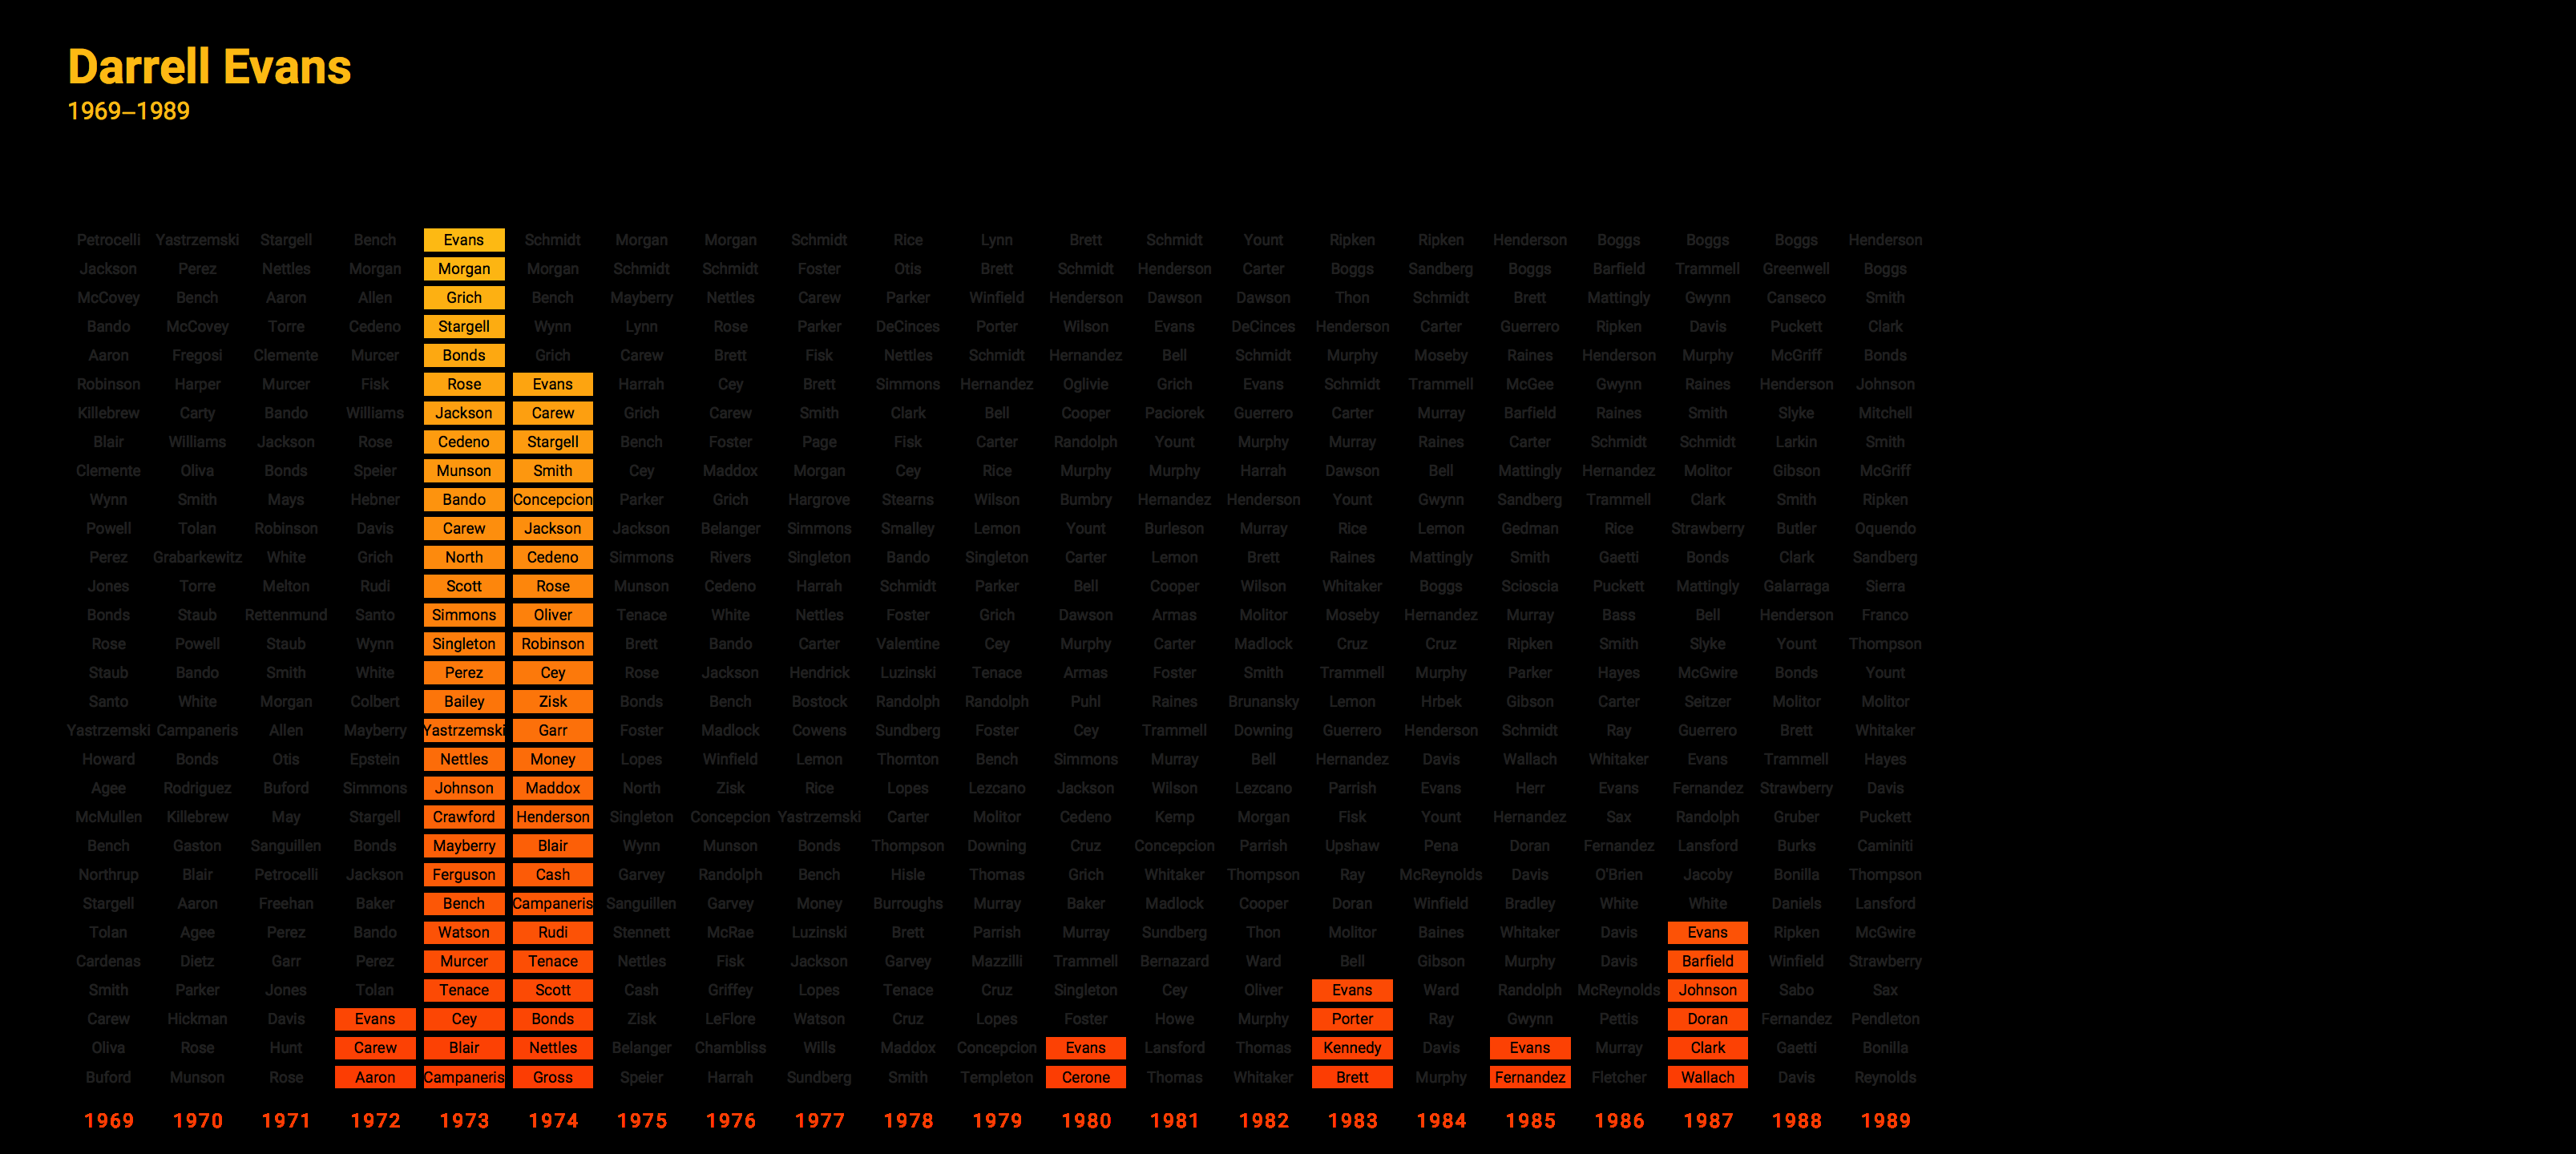 Darrell Evans
1969–1989
Petrocelli Yastrzemski Stargell Bench Evans Schmidt Morgan Morgan Schmidt Rice Lynn Brett Schmidt Yount Ripken Ripken Henderson Boggs Boggs Boggs Henderson
Jackson Perez Nettles Morgan Morgan Morgan Schmidt Schmidt Foster Otis Brett Schmidt Henderson Carter Boggs Sandberg Boggs Barfield Trammell Greenwell Boggs
McCovey Bench Aaron Allen Grich Bench Mayberry Nettles Carew Parker Winfield Henderson Dawson Dawson Thon Schmidt Brett Mattingly Gwynn Canseco Smith
Bando McCovey Torre Cedeno Stargell Wynn Lynn Rose Parker DeCinces Porter Wilson Evans DeCinces Henderson Carter Guerrero Ripken Davis Puckett Clark
Aaron Fregosi Clemente Murcer Bonds Grich Carew Brett Fisk Nettles Schmidt Hernandez Bell Schmidt Murphy Moseby Raines Henderson Murphy McGriff Bonds
Robinson Harper Murcer Fisk Rose Evans Harrah Cey Brett Simmons Hernandez Oglivie Grich Evans Schmidt Trammell McGee Gwynn Raines Henderson Johnson
Killebrew Carty Bando Williams Jackson Carew Grich Carew Smith Clark Bell Cooper Paciorek Guerrero Carter Murray Barfield Raines Smith Slyke Mitchell
Blair Williams Jackson Rose Cedeno Stargell Bench Foster Page Fisk Carter Randolph Yount Murphy Murray Raines Carter Schmidt Schmidt Larkin Smith
Clemente Oliva Bonds Speier Munson Smith Cey Maddox Morgan Cey Rice Murphy Murphy Harrah Dawson Bell Mattingly Hernandez Molitor Gibson McGriff
Wynn Smith Mays Hebner Bando Concepcion Parker Grich Hargrove Stearns Wilson Bumbry Hernandez Henderson Yount Gwynn Sandberg Trammell Clark Smith Ripken
Powell Tolan Robinson Davis Carew Jackson Jackson Belanger Simmons Smalley Lemon Yount Burleson Murray Rice Lemon Gedman Rice Strawberry Butler Oquendo
Perez Grabarkewitz White Grich North Cedeno Simmons Rivers Singleton Bando Singleton Carter Lemon Brett Raines Mattingly Smith Gaetti Bonds Clark Sandberg
Jones Torre Melton Rudi Scott Rose Munson Cedeno Harrah Schmidt Parker Bell Cooper Wilson Whitaker Boggs Scioscia Puckett Mattingly Galarraga Sierra
Bonds Staub Rettenmund Santo Simmons Oliver Tenace White Nettles Foster Grich Dawson Armas Molitor Moseby Hernandez Murray Bass Bell Henderson Franco
Rose Powell Staub Wynn Singleton Robinson Brett Bando Carter Valentine Cey Murphy Carter Madlock Cruz Cruz Ripken Smith Slyke Yount Thompson
Staub Bando Smith White Perez Cey Rose Jackson Hendrick Luzinski Tenace Armas Foster Smith Trammell Murphy Parker Hayes McGwire Bonds Yount
Santo White Morgan Colbert Bailey Zisk Bonds Bench Bostock Randolph Randolph Puhl Raines Brunansky Lemon Hrbek Gibson Carter Seitzer Molitor Molitor
Yastrzemski Campaneris Allen Mayberry Yastrzemski Garr Foster Madlock Cowens Sundberg Foster Cey Trammell Downing Guerrero Henderson Schmidt Ray Guerrero Brett Whitaker
Howard Bonds Otis Epstein Nettles Money Lopes Winfield Lemon Thornton Bench Simmons Murray Bell Hernandez Davis Wallach Whitaker Evans Trammell Hayes
Agee Rodriguez Buford Simmons Johnson Maddox North Zisk Rice Lopes Lezcano Jackson Wilson Lezcano Parrish Evans Herr Evans Fernandez Strawberry Davis
McMullen Killebrew May Stargell Crawford Henderson Singleton Concepcion Yastrzemski Carter Molitor Cedeno Kemp Morgan Fisk Yount Hernandez Sax Randolph Gruber Puckett
Bench Gaston Sanguillen Bonds Mayberry Blair Wynn Munson Bonds Thompson Downing Cruz Concepcion Parrish Upshaw Pena Doran Fernandez Lansford Burks Caminiti
Northrup Blair Petrocelli Jackson Ferguson Cash Garvey Randolph Bench Hisle Thomas Grich Whitaker Thompson Ray McReynolds Davis O'Brien Jacoby Bonilla Thompson
Stargell Aaron Freehan Baker Bench Campaneris Sanguillen Garvey Money Burroughs Murray Baker Madlock Cooper Doran Winfield Bradley White White Daniels Lansford
Tolan Agee Perez Bando Watson Rudi Stennett McRae Luzinski Brett Parrish Murray Sundberg Thon Molitor Baines Whitaker Davis Evans Ripken McGwire
Cardenas Dietz Garr Perez Murcer Tenace Nettles Fisk Jackson Garvey Mazzilli Trammell Bernazard Ward Bell Gibson Murphy Davis Barfield Winfield Strawberry
Smith Parker Jones Tolan Tenace Scott Cash Griffey Lopes Tenace Cruz Singleton Cey Oliver Evans Ward Randolph McReynolds Johnson Sabo Sax
Carew Hickman Davis Evans Cey Bonds Zisk LeFlore Watson Cruz Lopes Foster Howe Murphy Porter Ray Gwynn Pettis Doran Fernandez Pendleton
Oliva Rose Hunt Carew Blair Nettles Belanger Chambliss Wills Maddox Concepcion Evans Lansford Thomas Kennedy Davis Evans Murray Clark Gaetti Bonilla
Buford Munson Rose Aaron Campaneris Gross Speier Harrah Sundberg Smith Templeton Cerone Thomas Whitaker Brett Murphy Fernandez Fletcher Wallach Davis Reynolds
1969 1970 1971 1972 1973 1974 1975 1976 1977 1978 1979 1980 1981 1982 1983 1984 1985 1986 1987 1988 1989